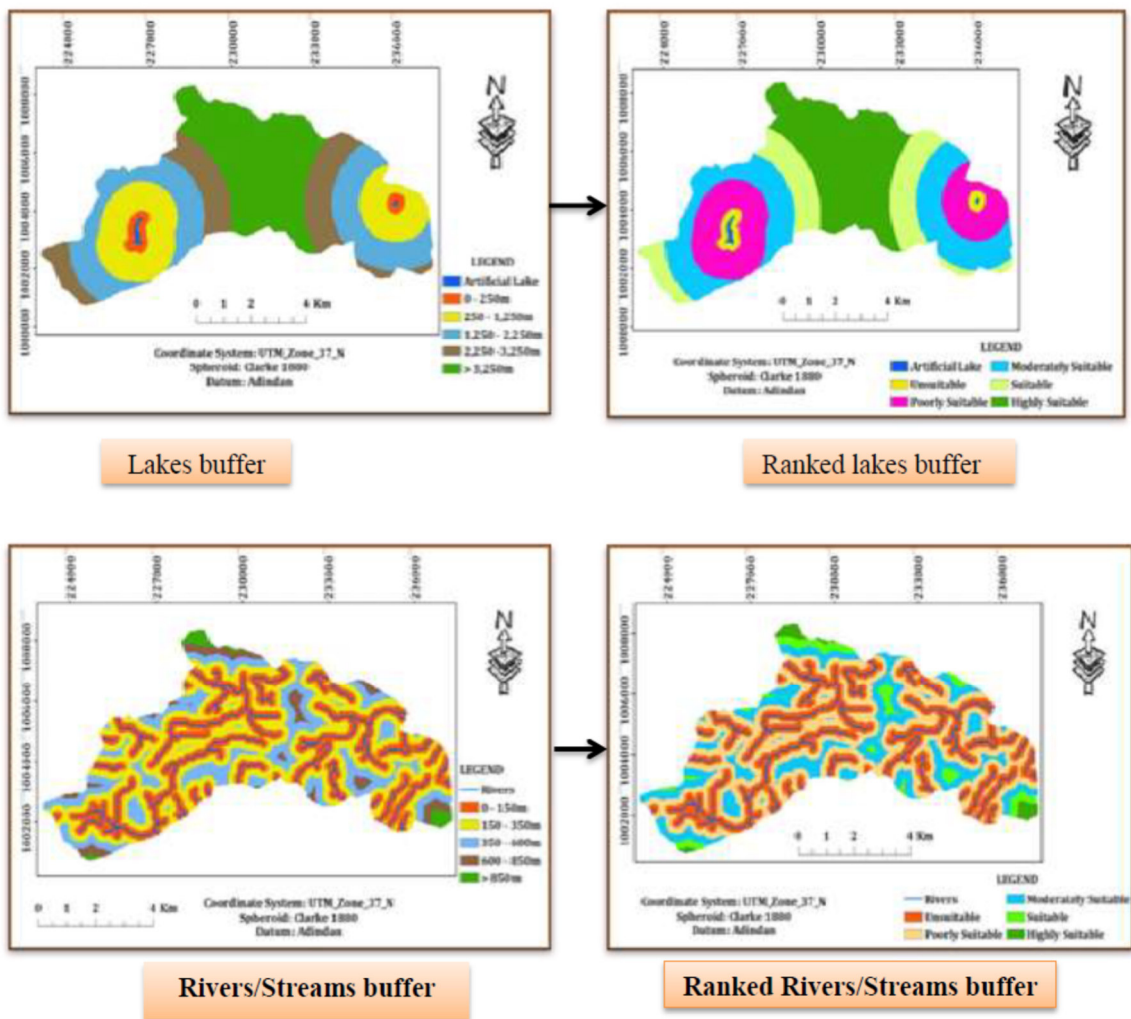 224000 227000 230000 233000 236000
1008000 1006000 1004000 1002000 1000000
N
LEGEND
Artificial Lake
0 - 250m
250 - 1,250m
1,250 - 2,250m
2,250 -3,250m
> 3,250m
0 1 2 4 Km
Coordinate System: UTM_Zone_37_N
Spheroid: Clarke 1880
Datum: Adindan
224000 227000 230000 233000 236000
1008000 1006000 1004000 1002000 1000000
N
0 1 2 4 Km
Coordinate System: UTM_Zone_37_N
Spheroid: Clarke 1880
Datum: Adindan
LEGEND
Artificial Lake
Unsuitable
Poorly Suitable
Moderately Suitable
Suitable
Highly Suitable
Lakes buffer
Ranked lakes buffer
224000 227000 230000 233000 236000
1008000 1006000 1004000 1002000
N
LEGEND
Rivers
0 - 150m
150 - 350m
350 - 600m
600 - 850m
> 850m
0 1 2 4 Km
Coordinate System: UTM_Zone_37_N
Spheroid: Clarke 1880
Datum: Adindan
224000 227000 230000 233000 236000
1008000 1006000 1004000 1002000
N
0 1 2 4 Km
Coordinate System: UTM_Zone_37_N
Spheroid: Clarke 1880
Datum: Adindan
LEGEND
Rivers
Unsuitable
Poorly Suitable
Moderately Suitable
Suitable
Highly Suitable
Rivers/Streams buffer
Ranked Rivers/Streams buffer